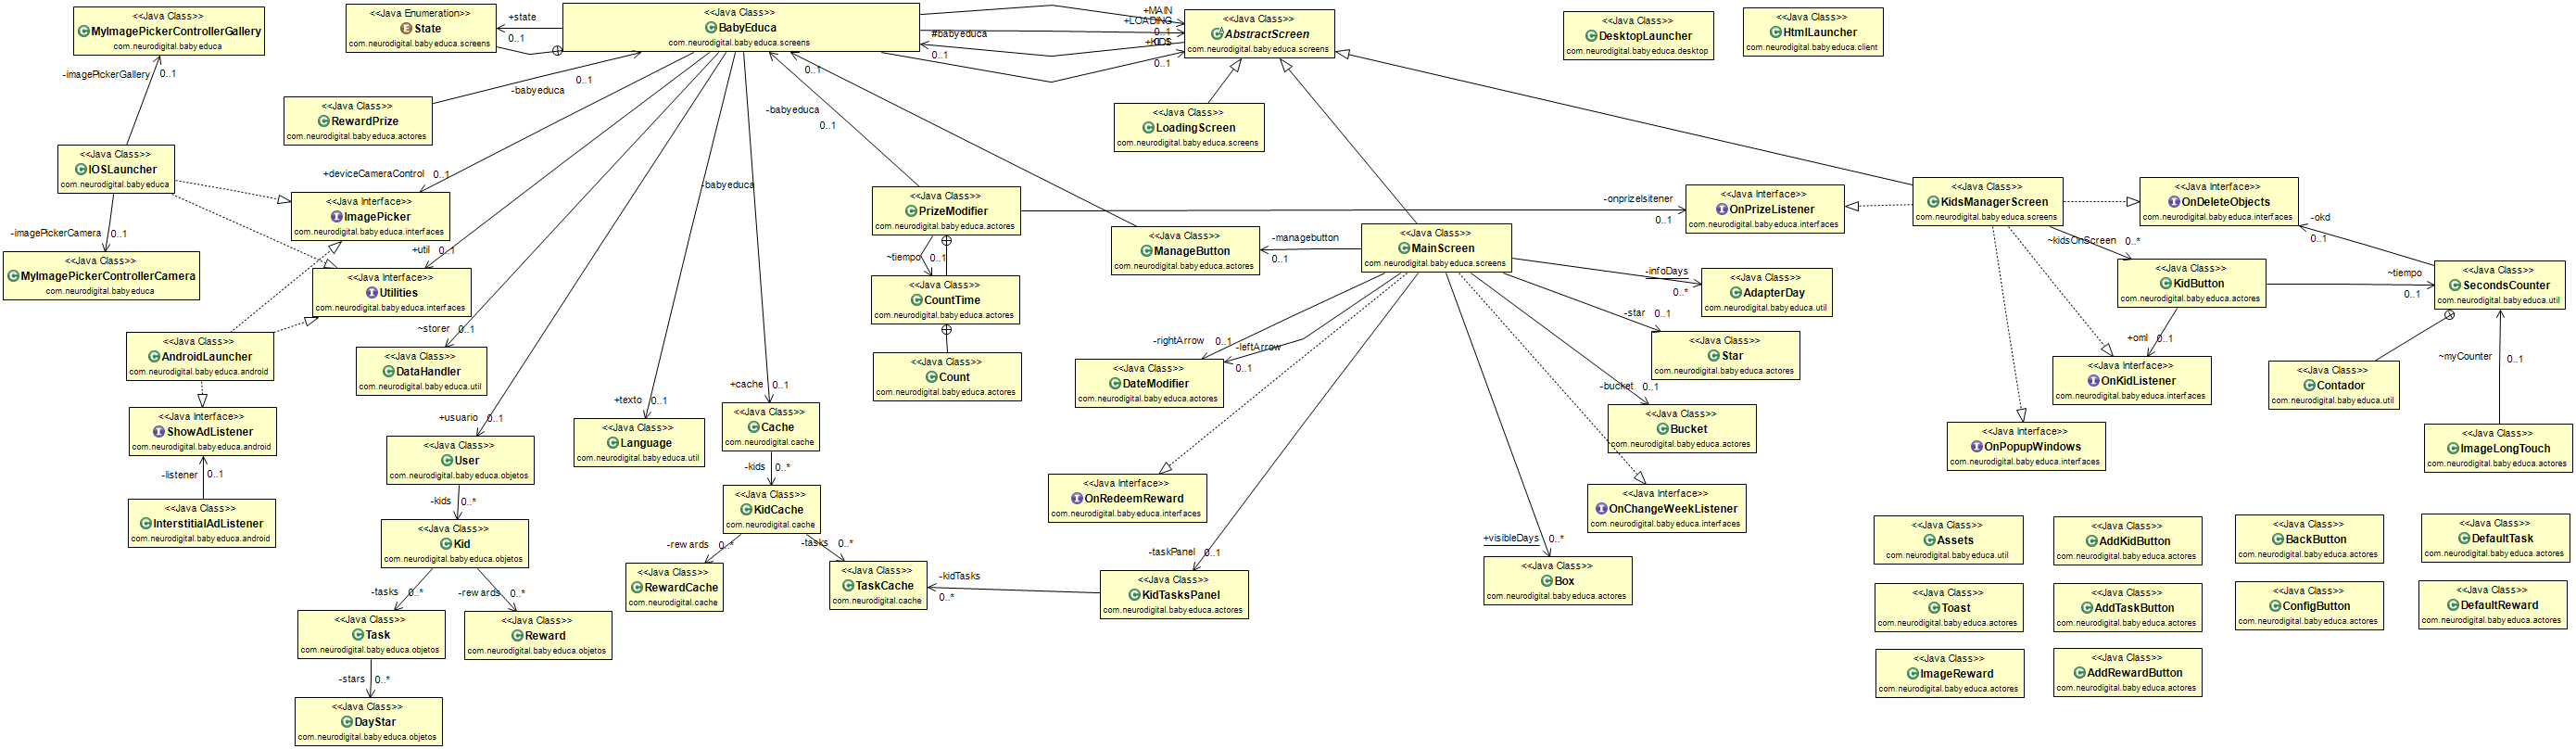 <<Java Class>>
MyImagePickerControllerGallery
com.neurodigital.babyeduca
<<Java Enumeration>>
State
com.neurodigital.babyeduca.screens
+state
0..1
<<Java Class>>
BabyEduca
com.neurodigital.babyeduca.screens
+MAIN
+LOADING
0..1
#babyeduca
+KIDS
0..1
0..1
<<Java Class>>
AbstractScreen
com.neurodigital.babyeduca.screens
<<Java Class>>
DesktopLauncher
com.neurodigital.babyeduca.desktop
<<Java Class>>
HtmlLauncher
com.neurodigital.babyeduca.client
-imagePickerGallery
0..1
0..1
-babyeduca
<<Java Class>>
RewardPrize
com.neurodigital.babyeduca.actores
0..1
-babyeduca
0..1
<<Java Class>>
LoadingScreen
com.neurodigital.babyeduca.screens
<<Java Class>>
IOSLauncher
com.neurodigital.babyeduca
+deviceCameraControl
0..1
-babyeduca
<<Java Interface>>
ImagePicker
com.neurodigital.babyeduca.interfaces
<<Java Class>>
PrizeModifier
com.neurodigital.babyeduca.actores
-onprizelsitener
0..1
<<Java Interface>>
OnPrizeListener
com.neurodigital.babyeduca.interfaces
<<Java Class>>
KidsManagerScreen
com.neurodigital.babyeduca.screens
<<Java Interface>>
OnDeleteObjects
com.neurodigital.babyeduca.interfaces
-okd
0..1
-imagePickerCamera
0..1
<<Java Class>>
MyImagePickerControllerCamera
com.neurodigital.babyeduca
+util
0..1
<<Java Interface>>
Utilities
com.neurodigital.babyeduca.interfaces
~tiempo
0..1
<<Java Class>>
ManageButton
com.neurodigital.babyeduca.actores
-managebutton
0..1
<<Java Class>>
MainScreen
com.neurodigital.babyeduca.screens
-infoDays
0..*
<<Java Class>>
AdapterDay
com.neurodigital.babyeduca.util
~kidsOnScreen
0..*
<<Java Class>>
KidButton
com.neurodigital.babyeduca.actores
~tiempo
0..1
<<Java Class>>
SecondsCounter
com.neurodigital.babyeduca.util
<<Java Class>>
CountTime
com.neurodigital.babyeduca.actores
<<Java Class>>
AndroidLauncher
com.neurodigital.babyeduca.android
~storer
0..1
<<Java Class>>
DataHandler
com.neurodigital.babyeduca.util
<<Java Class>>
Count
com.neurodigital.babyeduca.actores
-rightArrow
0..1
-leftArrow
0..1
<<Java Class>>
DateModifier
com.neurodigital.babyeduca.actores
-star
0..1
<<Java Class>>
Star
com.neurodigital.babyeduca.actores
+oml
0..1
<<Java Interface>>
OnKidListener
com.neurodigital.babyeduca.interfaces
<<Java Class>>
Contador
com.neurodigital.babyeduca.util
~myCounter
0..1
<<Java Interface>>
ShowAdListener
com.neurodigital.babyeduca.android
-listener
0..1
+usuario
0..1
<<Java Class>>
User
com.neurodigital.babyeduca.objetos
+texto
0..1
<<Java Class>>
Language
com.neurodigital.babyeduca.util
+cache
0..1
<<Java Class>>
Cache
com.neurodigital.cache
-bucket
0..1
<<Java Class>>
Bucket
com.neurodigital.babyeduca.actores
<<Java Interface>>
OnPopupWindows
com.neurodigital.babyeduca.interfaces
<<Java Class>>
ImageLongTouch
com.neurodigital.babyeduca.actores
<<Java Class>>
InterstitialAdListener
com.neurodigital.babyeduca.android
-kids
0..*
<<Java Class>>
Kid
com.neurodigital.babyeduca.objetos
-kids
0..*
<<Java Class>>
KidCache
com.neurodigital.cache
<<Java Interface>>
OnRedeemReward
com.neurodigital.babyeduca.interfaces
<<Java Interface>>
OnChangeWeekListener
com.neurodigital.babyeduca.interfaces
-rewards
0..*
-tasks
0..*
<<Java Class>>
RewardCache
com.neurodigital.cache
<<Java Class>>
TaskCache
com.neurodigital.cache
-kidTasks
0..*
-taskPanel
0..1
<<Java Class>>
KidTasksPanel
com.neurodigital.babyeduca.actores
+visibleDays
0..*
<<Java Class>>
Box
com.neurodigital.babyeduca.actores
<<Java Class>>
Assets
com.neurodigital.babyeduca.util
<<Java Class>>
AddKidButton
com.neurodigital.babyeduca.actores
<<Java Class>>
BackButton
com.neurodigital.babyeduca.actores
<<Java Class>>
DefaultTask
com.neurodigital.babyeduca.actores
-tasks
0..*
-rewards
0..*
<<Java Class>>
Task
com.neurodigital.babyeduca.objetos
<<Java Class>>
Reward
com.neurodigital.babyeduca.objetos
<<Java Class>>
Toast
com.neurodigital.babyeduca.actores
<<Java Class>>
AddTaskButton
com.neurodigital.babyeduca.actores
<<Java Class>>
ConfigButton
com.neurodigital.babyeduca.actores
<<Java Class>>
DefaultReward
com.neurodigital.babyeduca.actores
-stars
0..*
<<Java Class>>
DayStar
com.neurodigital.babyeduca.objetos
<<Java Class>>
ImageReward
com.neurodigital.babyeduca.actores
<<Java Class>>
AddRewardButton
com.neurodigital.babyeduca.actores